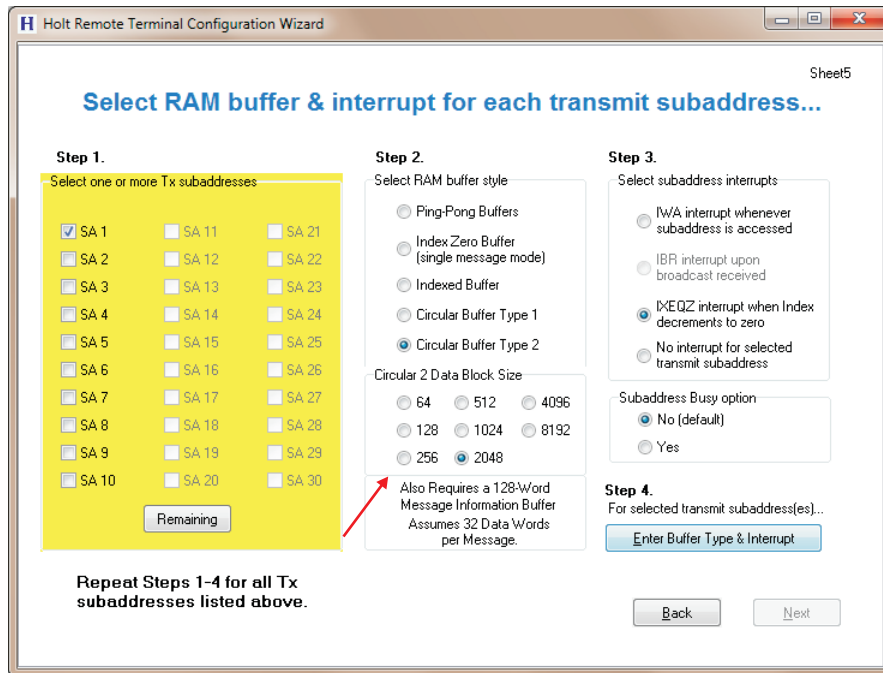 H Holt Remote Terminal Configuration Wizard
Sheet5
Select RAM buffer & interrupt for each transmit subaddress...
Step 1.
Select one or more Tx subaddresses
SA 1 SA 11 SA 21
SA 2 SA 12 SA 22
SA 3 SA 13 SA 23
SA 4 SA 14 SA 24
SA 5 SA 15 SA 25
SA 6 SA 16 SA 26
SA 7 SA 17 SA 27
SA 8 SA 18 SA 28
SA 9 SA 19 SA 29
SA 10 SA 20 SA 30
Remaining
Repeat Steps 1-4 for all Tx
subaddresses listed above.
Step 2.
Select RAM buffer style
Ping-Pong Buffers
Index Zero Buffer
(single message mode)
Indexed Buffer
Circular Buffer Type 1
Circular Buffer Type 2
Circular 2 Data Block Size
64 512 4096
128 1024 8192
256 2048
Also Requires a 128-Word
Message Information Buffer
Assumes 32 Data Words
per Message.
Step 3.
Select subaddress interrupts
IWA interrupt whenever
subaddress is accessed
IBR interrupt upon
broadcast received
IXEQZ interrupt when Index
decrements to zero
No interrupt for selected
transmit subaddress
Subaddress Busy option
No (default)
Yes
Step 4.
For selected transmit subaddress(es)...
Enter Buffer Type & Interrupt
Back Next